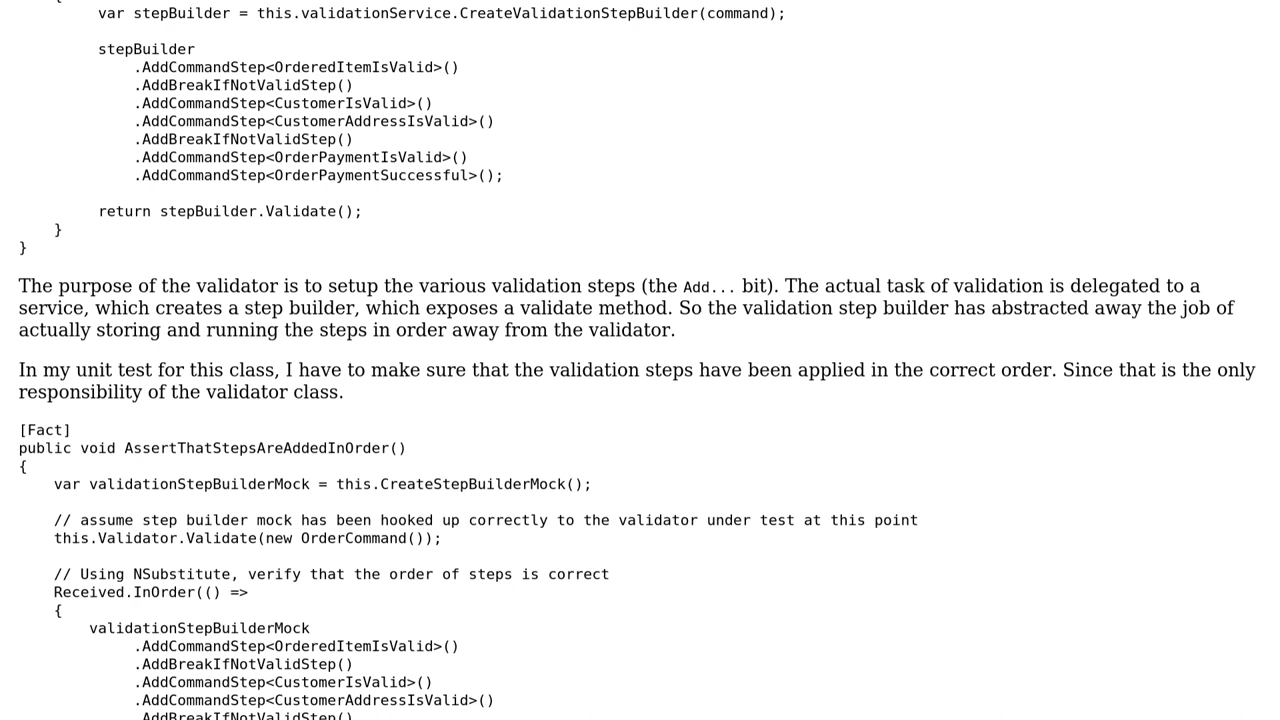 var stepBuilder = this.validationService.CreateValidationStepBuilder(command);
stepBuilder
.AddCommandStep<OrderedItemIsValid>()
.AddBreakIfNotValidStep()
.AddCommandStep<CustomerIsValid>()
.AddCommandStep<CustomerAddressIsValid>()
.AddBreakIfNotValidStep()
.AddCommandStep<OrderPaymentIsValid>()
.AddCommandStep<OrderPaymentSuccessful>();
return stepBuilder.Validate();
}
}
The purpose of the validator is to setup the various validation steps (the Add... bit). The actual task of validation is delegated to a
service, which creates a step builder, which exposes a validate method. So the validation step builder has abstracted away the job of
actually storing and running the steps in order away from the validator.
In my unit test for this class, I have to make sure that the validation steps have been applied in the correct order. Since that is the only
responsibility of the validator class.
[Fact]
public void AssertThatStepsAreAddedInOrder()
{
var validationStepBuilderMock = this.CreateStepBuilderMock();
// assume step builder mock has been hooked up correctly to the validator under test at this point
this.Validator.Validate(new OrderCommand());
// Using NSubstitute, verify that the order of steps is correct
Received.InOrder(() =>
{
validationStepBuilderMock
.AddCommandStep<OrderedItemIsValid>()
.AddBreakIfNotValidStep()
.AddCommandStep<CustomerIsValid>()
.AddCommandStep<CustomerAddressIsValid>()
.AddBreakIfNotValidStep()